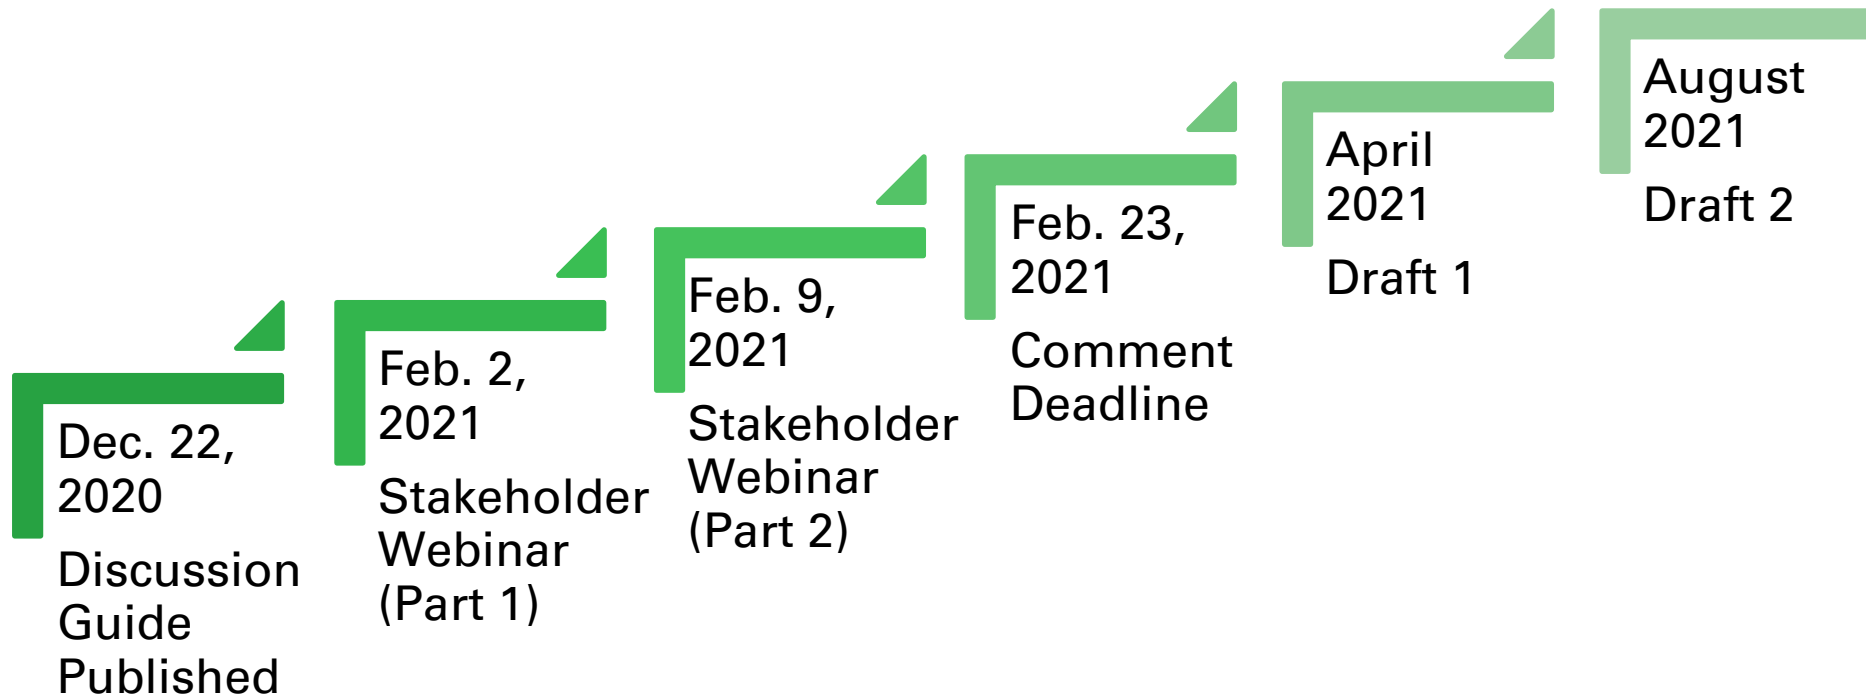 Dec. 22,
2020
Discussion
Guide
Published
Feb. 2,
2021
Stakeholder
Webinar
(Part 1)
Feb. 9,
2021
Stakeholder
Webinar
(Part 2)
Feb. 23,
2021
Comment
Deadline
April
2021
Draft 1
August
2021
Draft 2